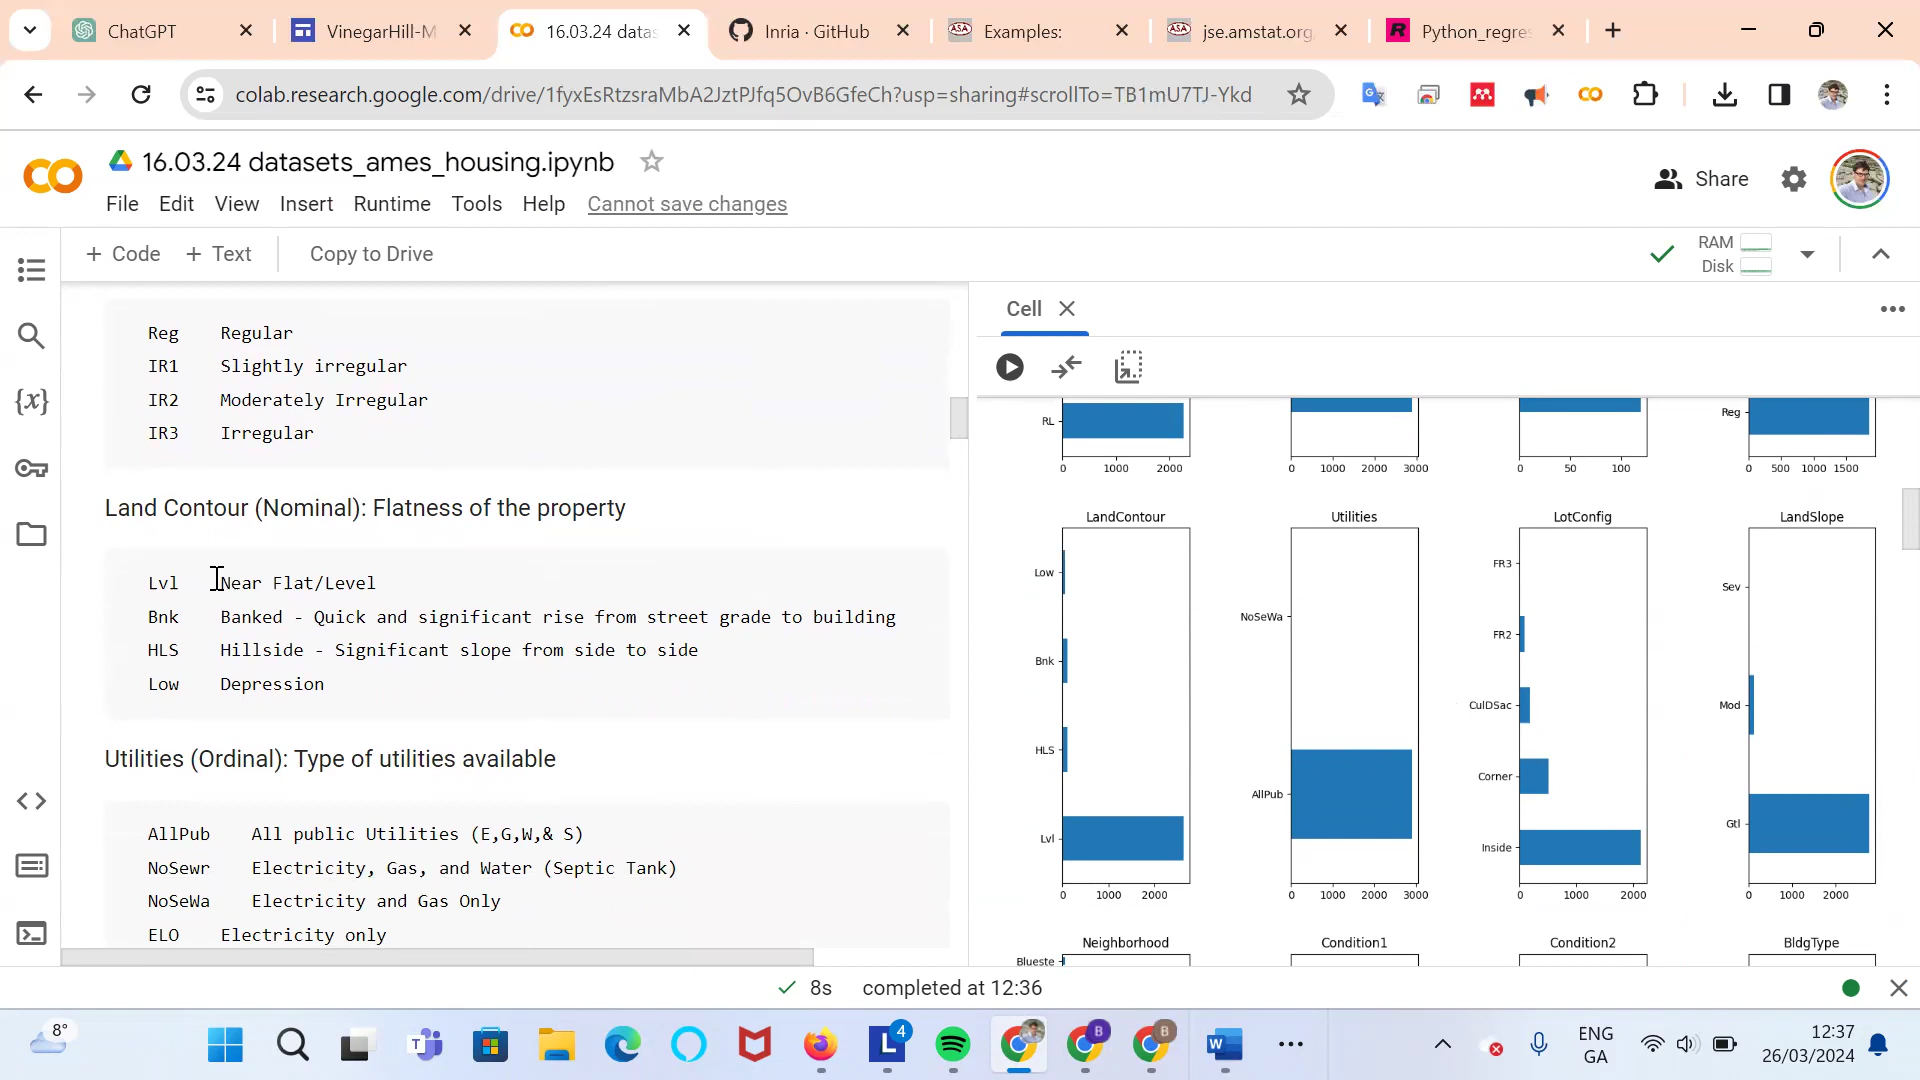 ChatGPT
VinegarHill-M
16.03.24 datas
Inria · GitHub
Examples:
jse.amstat.org
Python_regres
colab.research.google.com/drive/1fyxEsRtzsraMbA2JztPJfq5OvB6GfeCh?usp=sharing#scrollTo=TB1mU7TJ-Ykd
16.03.24 datasets_ames_housing.ipynb
File Edit View Insert Runtime Tools Help Cannot save changes
Share
+ Code + Text Copy to Drive
RAM
Disk
Reg Regular
IR1 Slightly irregular
IR2 Moderately Irregular
IR3 Irregular
Land Contour (Nominal): Flatness of the property
Lvl Near Flat/Level
Bnk Banked - Quick and significant rise from street grade to building
HLS Hillside - Significant slope from side to side
Low Depression
Utilities (Ordinal): Type of utilities available
AllPub All public Utilities (E,G,W,& S)
NoSewr Electricity, Gas, and Water (Septic Tank)
NoSeWa Electricity and Gas Only
ELO Electricity only
Cell
RL
Reg
0 1000 2000
0 1000 2000 3000
0 50 100
0 500 1000 1500
LandContour
Low
Bnk
HLS
Lvl
0 1000 2000
Utilities
NoSeWa
AllPub
0 1000 2000 3000
LotConfig
FR3
FR2
CulDSac
Corner
Inside
0 1000 2000
LandSlope
Sev
Mod
Gtl
0 1000 2000
Neighborhood
Blueste
Condition1
Condition2
BldgType
8s completed at 12:36
8°
4
ENG
GA
12:37
26/03/2024